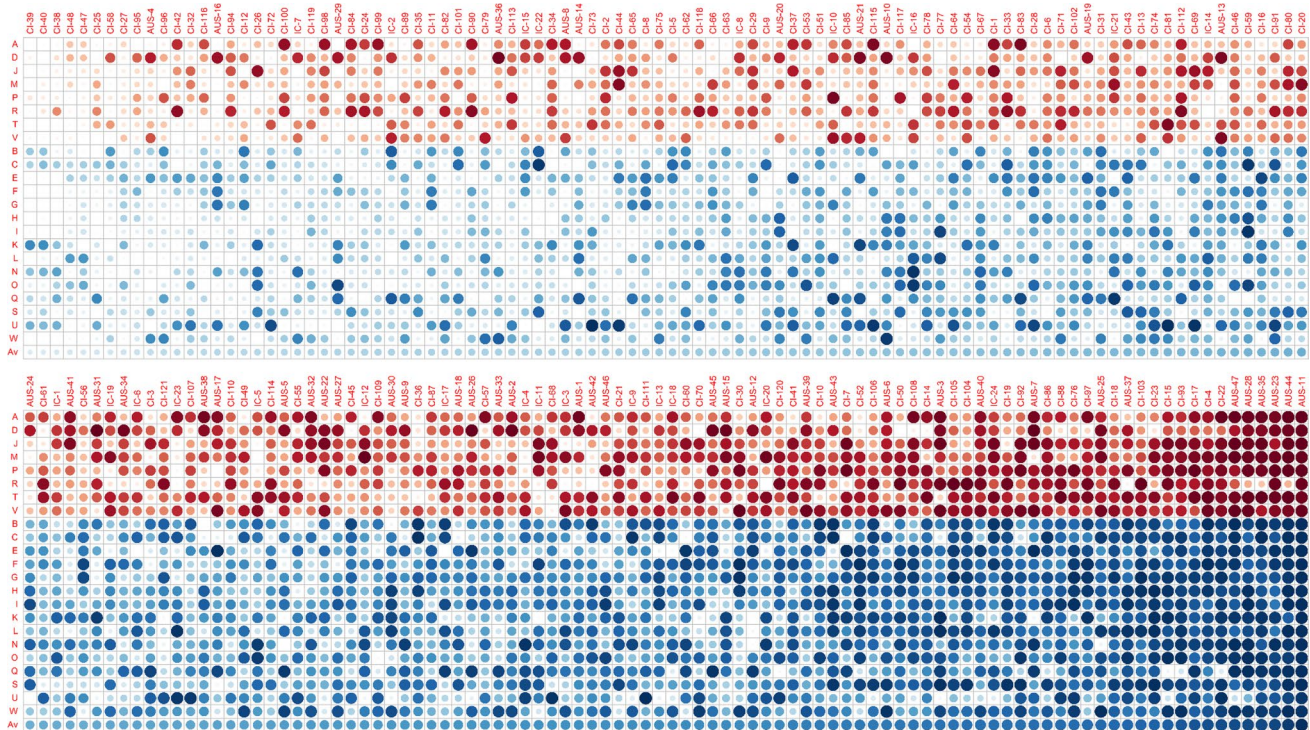 CI-39 CI-40 CI-38 CI-48 CI-47 CI-25 CI-58 CI-27 CI-95 AUS-4 CI-96 CI-42 CI-32 CI-116 AUS-16 CI-94 CI-12 CI-26 CI-72 CI-100 IC-7 CI-119 CI-98 AUS-29 CI-84 CI-24 CI-99 IC-2 CI-89 CI-35 CI-11 CI-82 CI-101 CI-90 CI-79 AUS-36 CI-113 IC-15 IC-22 CI-34 AUS-8 AUS-14 CI-73 CI-2 CI-44 CI-65 CI-8 CI-75 CI-5 CI-62 CI-118 CI-66 CI-63 IC-8 CI-29 CI-9 AUS-20 CI-37 CI-53 CI-51 IC-10 CI-85 AUS-21 CI-115 AUS-10 CI-117 IC-16 CI-78 CI-77 CI-64 CI-54 CI-67 CI-1 CI-33 CI-83 CI-28 CI-6 CI-71 CI-102 AUS-19 CI-31 IC-21 CI-43 CI-13 CI-74 CI-81 CI-112 CI-69 IC-14 AUS-13 CI-46 CI-59 CI-16 CI-91 CI-30 CI-20
A
D
J
M
P
R
T
V
B
C
E
F
G
H
I
K
L
N
O
Q
S
U
W
Av
AUS-24 CI-61 IC-1 AUS-41 CI-56 AUS-31 IC-19 AUS-34 IC-6 CI-3 CI-121 CI-23 CI-107 AUS-38 AUS-17 CI-110 CI-49 IC-5 CI-114 AUS-5 CI-55 AUS-32 AUS-22 AUS-27 CI-45 IC-12 CI-109 AUS-30 AUS-9 CI-36 CI-87 IC-17 AUS-18 AUS-26 CI-57 AUS-33 AUS-2 CI-4 IC-11 CI-68 IC-3 AUS-1 AUS-42 AUS-46 CI-21 IC-9 CI-111 IC-13 IC-18 CI-60 CI-70 AUS-45 AUS-15 CI-30 AUS-12 IC-20 CI-20 CI-41 AUS-39 CI-10 IC-43 CI-7 CI-52 CI-106 AUS-6 CI-50 CI-108 CI-14 AUS-3 CI-105 CI-104 AUS-40 IC-24 CI-19 CI-92 AUS-7 CI-86 CI-88 CI-76 CI-97 AUS-25 CI-18 AUS-37 CI-103 IC-23 CI-15 CI-93 CI-17 IC-4 CI-22 AUS-47 AUS-28 AUS-35 AUS-23 AUS-44 AUS-11
A
D
J
M
P
R
T
V
B
C
E
F
G
H
I
K
L
N
O
Q
S
U
W
Av